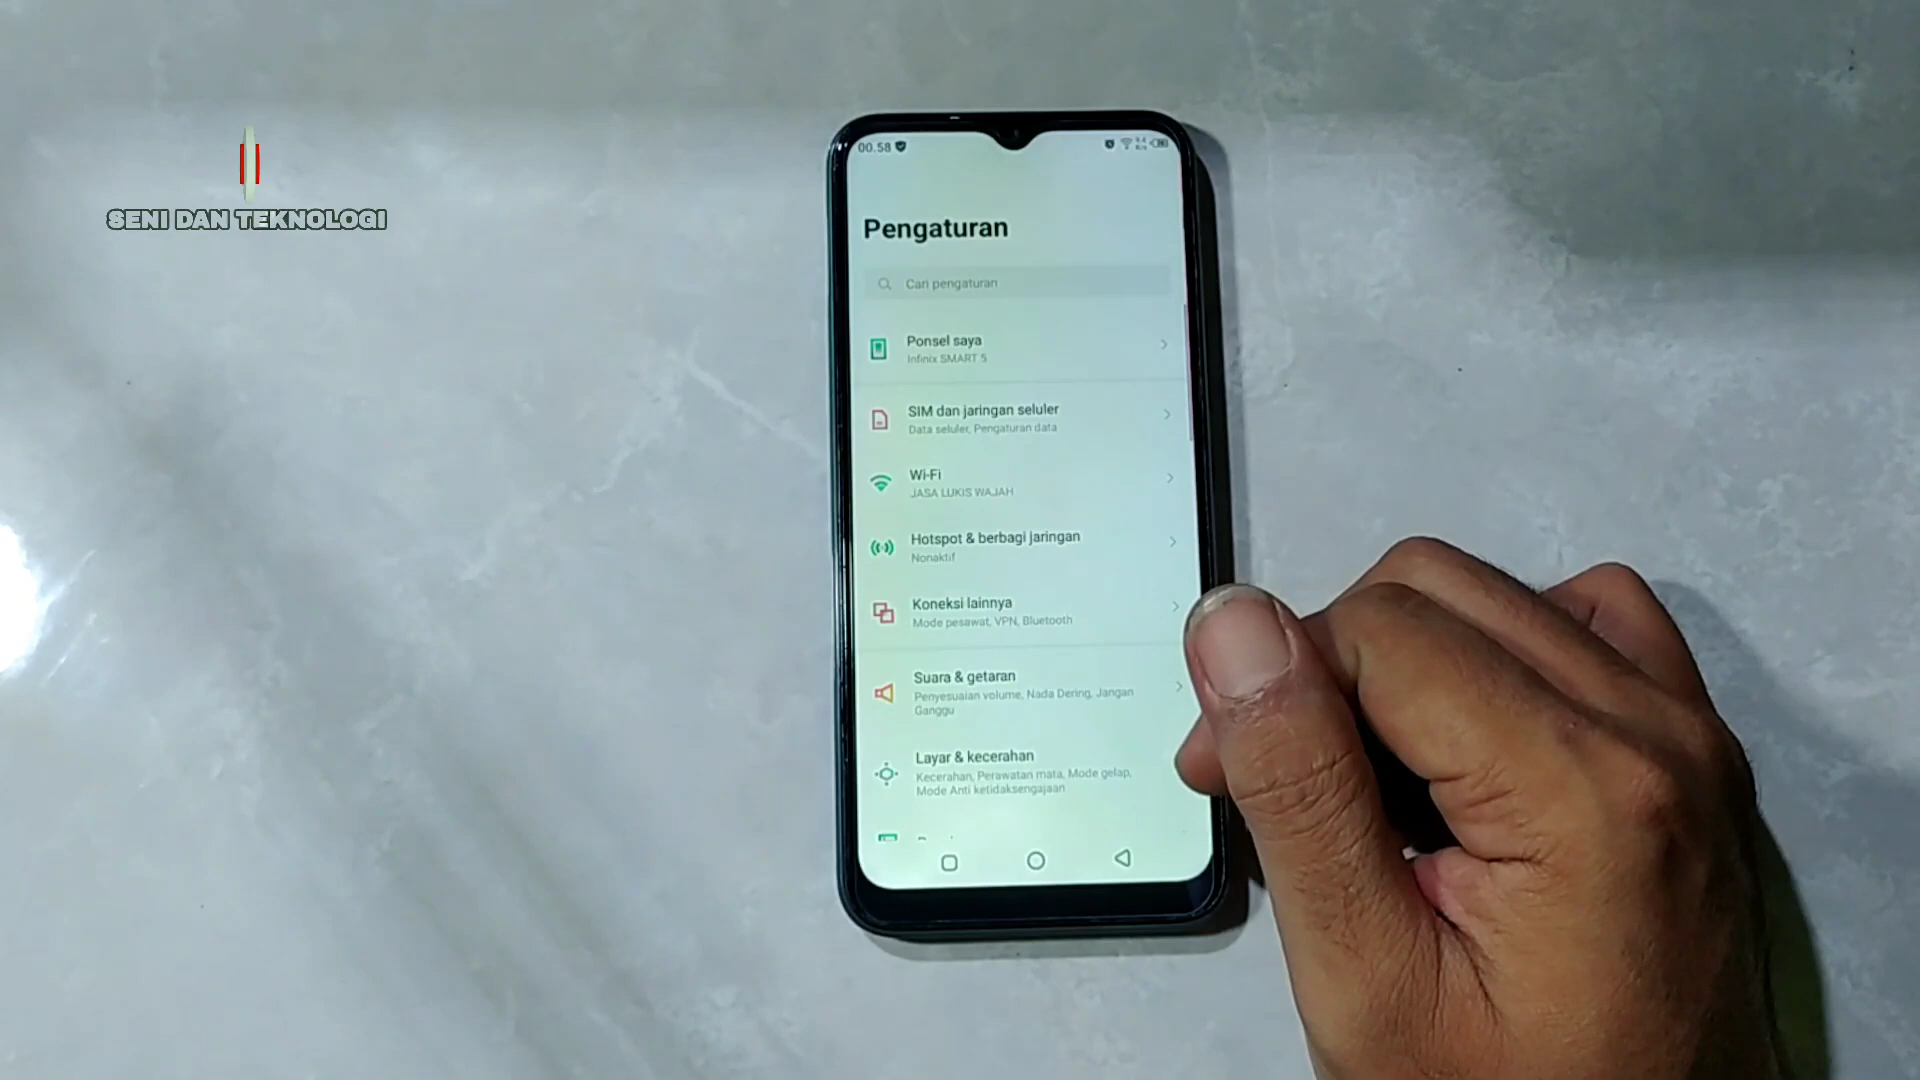 SENI DAN TEKNOLOGI
00.58
Pengaturan
Cari pengaturan
Ponsel saya
Infinix SMART 5
SIM dan jaringan seluler
Data seluler, Pengaturan data
Wi-Fi
JASA LUKIS WAJAH
Hotspot & berbagi jaringan
Nonaktif
Koneksi lainnya
Mode pesawat, VPN, Bluetooth
Suara & getaran
Penyesuaian volume, Nada Dering, Jangan
Ganggu
Layar & kecerahan
Kecerahan, Perawatan mata, Mode gelap,
Mode Anti ketidaksengajaan